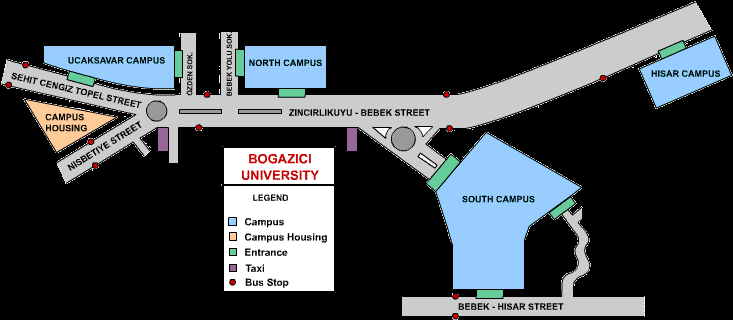 UCAKSAVAR CAMPUS
ÖZDEN SOK.
BEBEK YOLU SOK.
NORTH CAMPUS
HISAR CAMPUS
SEHIT CENGIZ TOPEL STREET
ZINCIRLIKUYU - BEBEK STREET
CAMPUS
HOUSING
NISBETIYE STREET
BOGAZICI
UNIVERSITY
LEGEND
Campus
Campus Housing
Entrance
Taxi
Bus Stop
SOUTH CAMPUS
BEBEK - HISAR STREET